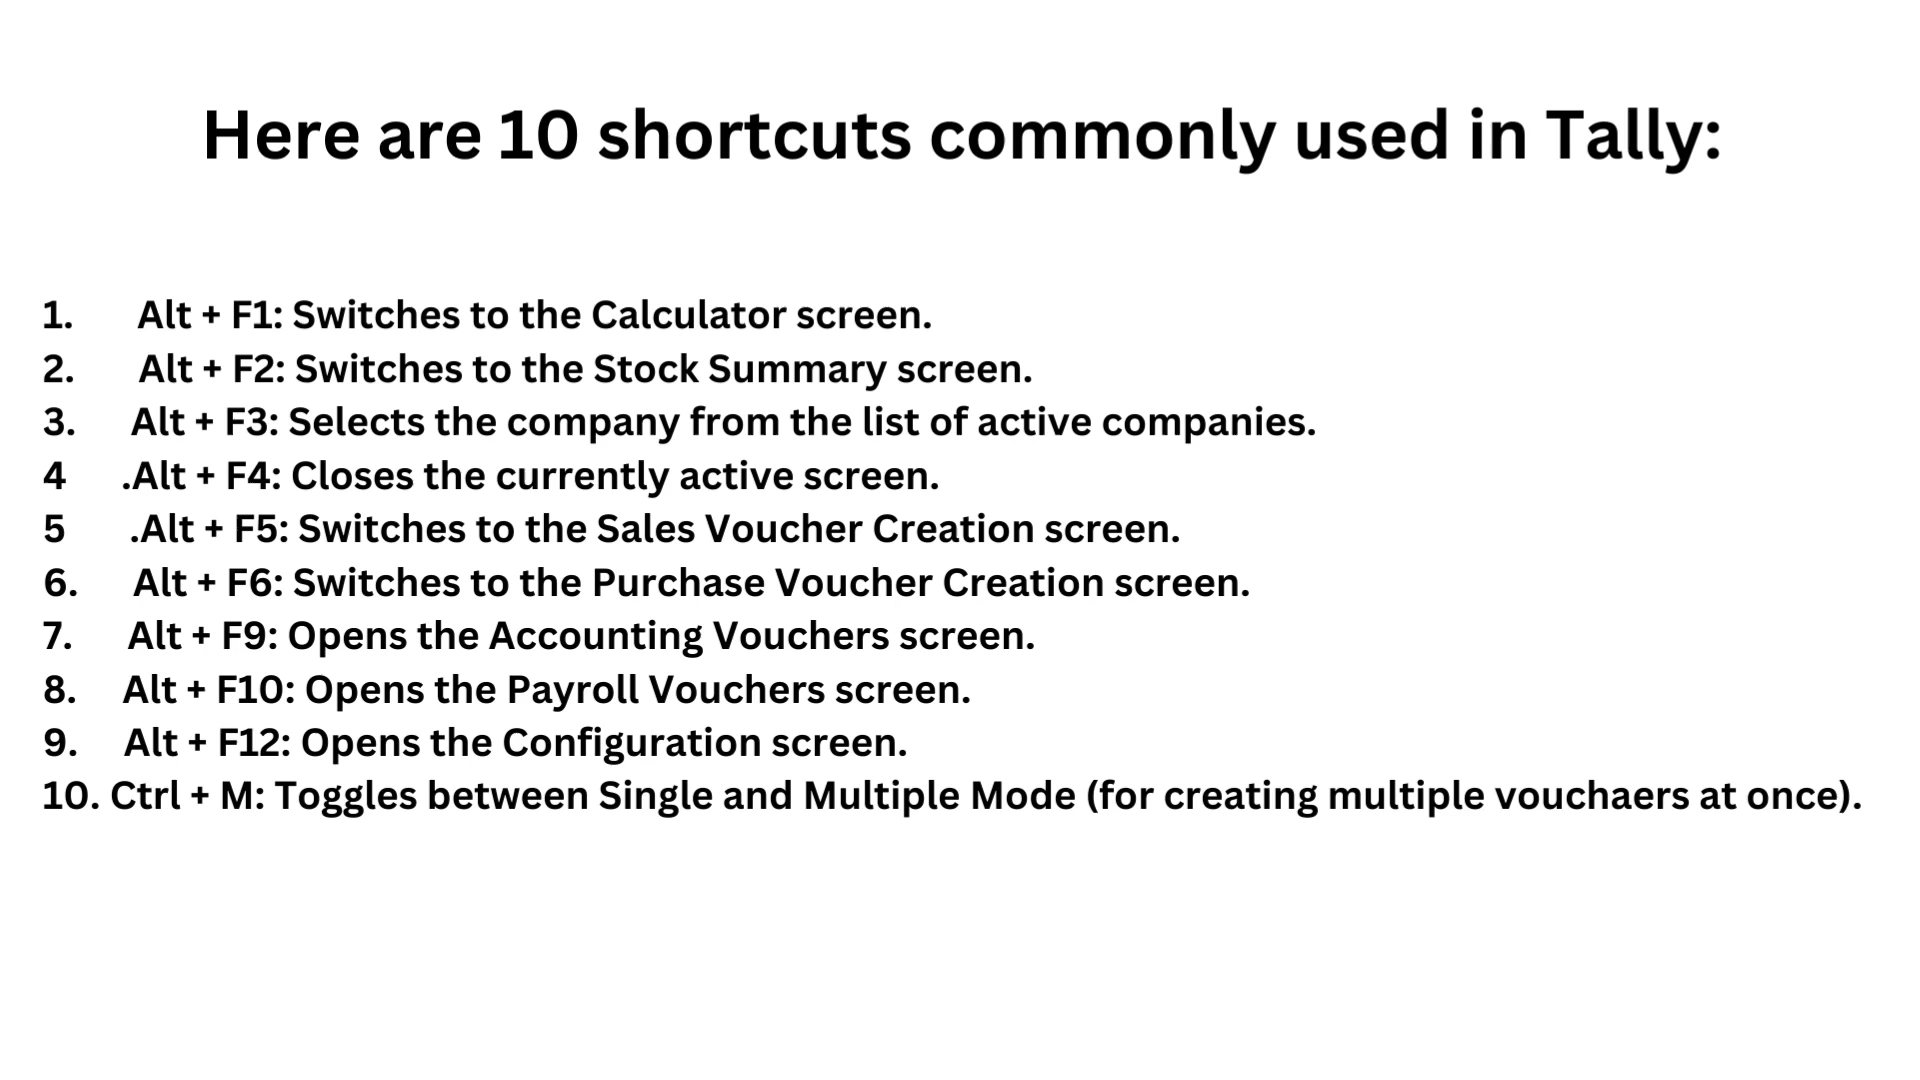 Here are 10 shortcuts commonly used in Tally:
1. Alt + F1: Switches to the Calculator screen.
2. Alt + F2: Switches to the Stock Summary screen.
3. Alt + F3: Selects the company from the list of active companies.
4 .Alt + F4: Closes the currently active screen.
5 .Alt + F5: Switches to the Sales Voucher Creation screen.
6. Alt + F6: Switches to the Purchase Voucher Creation screen.
7. Alt + F9: Opens the Accounting Vouchers screen.
8. Alt + F10: Opens the Payroll Vouchers screen.
9. Alt + F12: Opens the Configuration screen.
10. Ctrl + M: Toggles between Single and Multiple Mode (for creating multiple vouchaers at once).